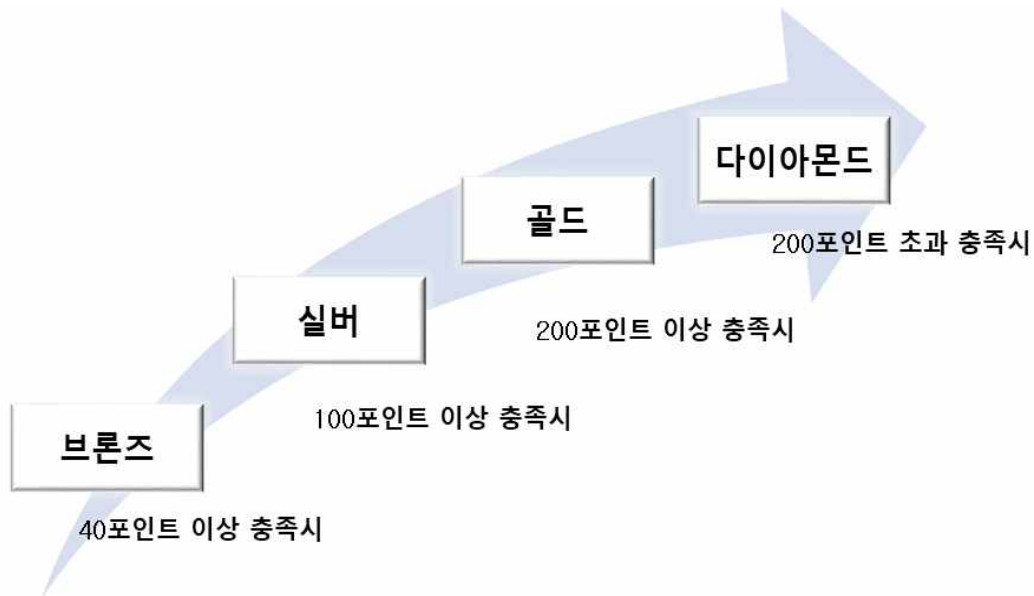 다이아몬드
200포인트 초과 충족시
골드
200포인트 이상 충족시
실버
100포인트 이상 충족시
브론즈
40포인트 이상 충족시